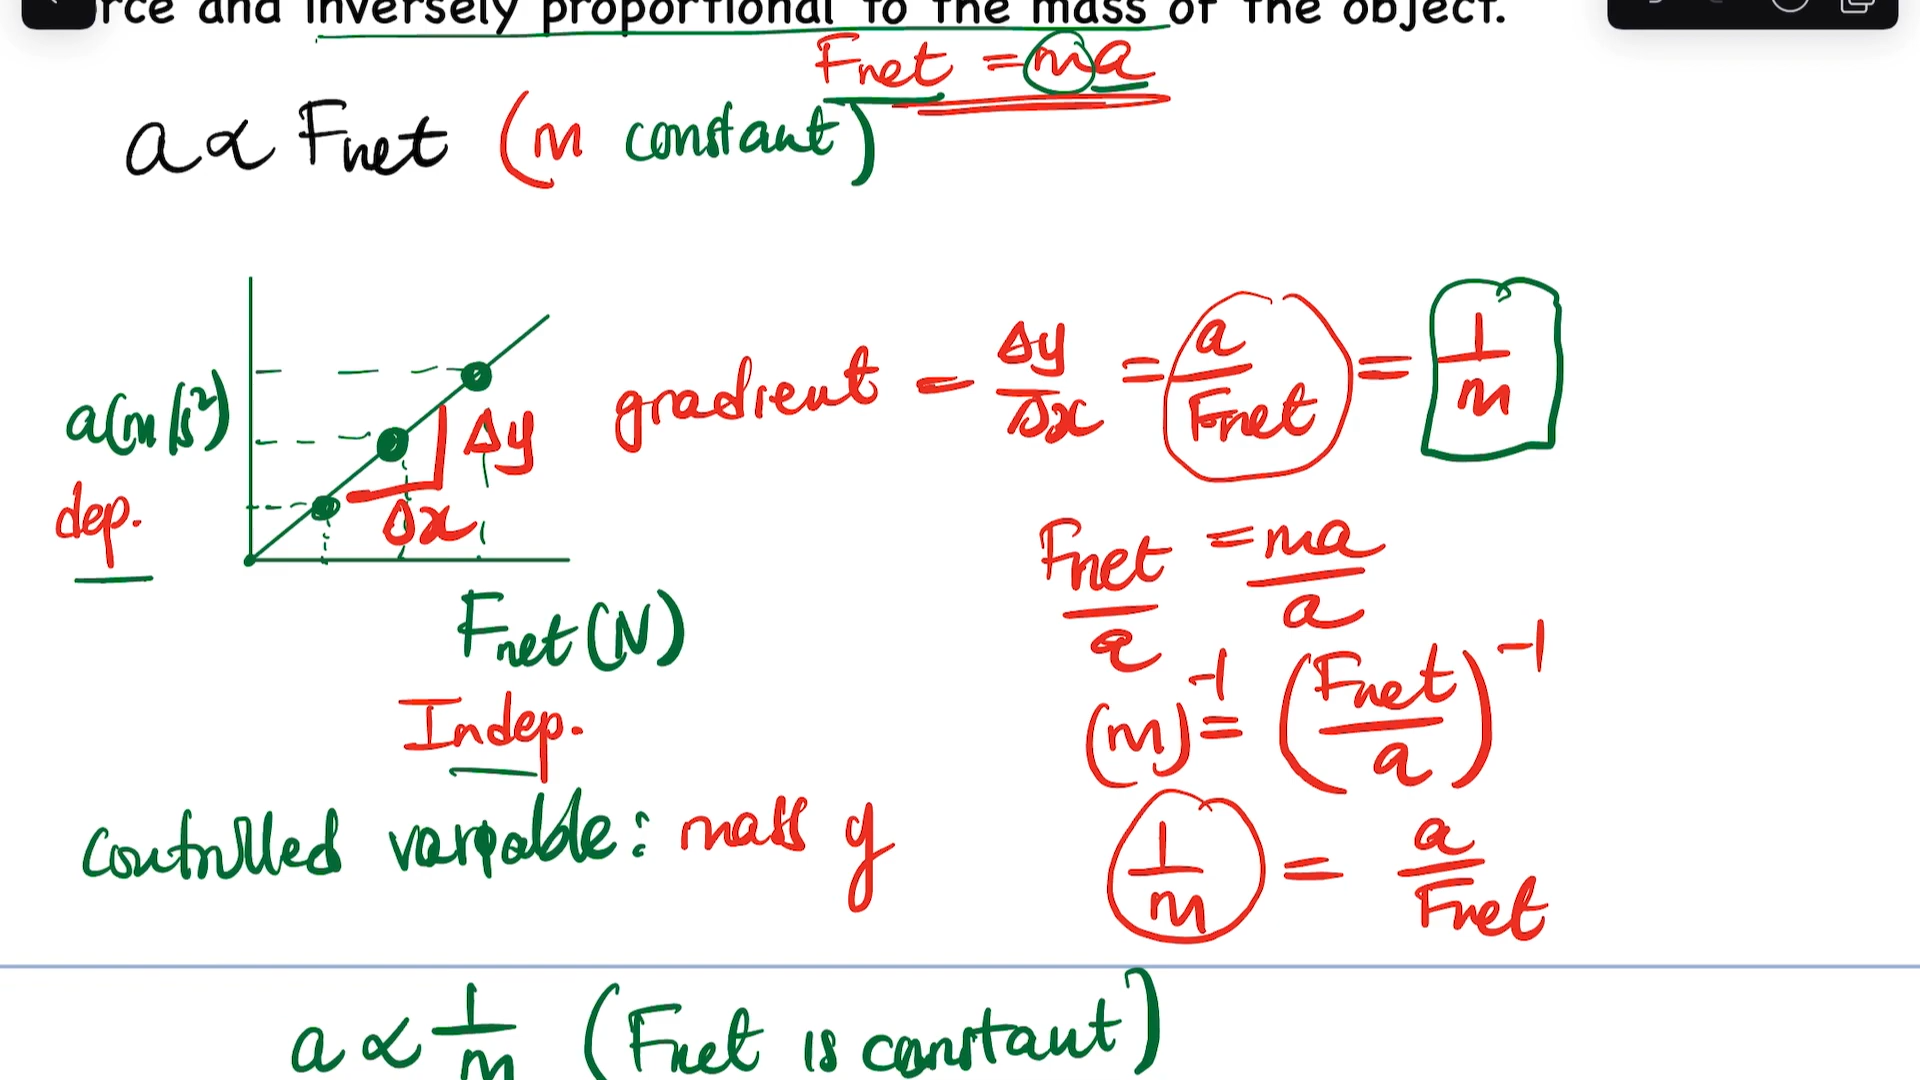 rce and inversely proportional to the mass of the object.
Fnet = ma
a ∝ Fnet (m constant)
a(m/s²)
dep.
Δy
Δx
Fnet (N)
Indep.
gradient = Δy/Δx = a/Fnet = 1/m
Fnet/a = ma/a
(m)⁻¹ = (Fnet/a)⁻¹
1/m = a/Fnet
controlled variable: mass
a ∝ 1/m (Fnet is constant)